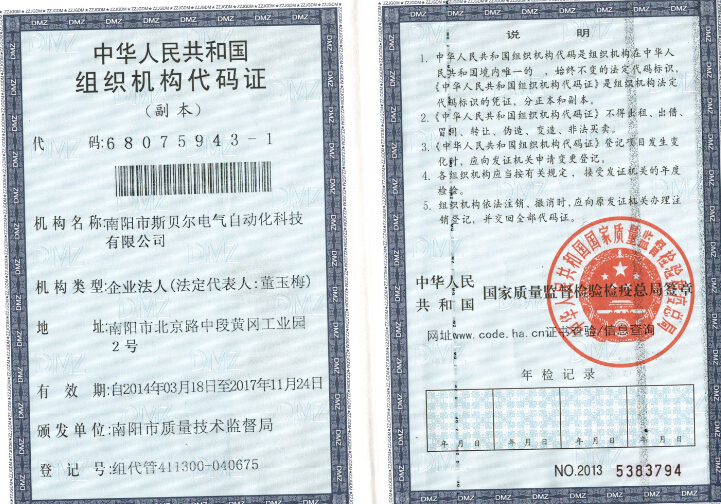 中华人民共和国
组织机构代码证
（副本）
代 码:68075943-1
机构名称:南阳市斯贝尔电气自动化科技
有限公司
机构类型:企业法人(法定代表人:董玉梅)
地 址:南阳市北京路中段黄冈工业园
2号
有 效 期:自2014年03月18日至2017年11月24日
颁发单位:南阳市质量技术监督局
登 记 号:组代管411300-040675
说 明
1. 中华人民共和国组织机构代码是组织机构在中华人
民共和国境内唯一的 ，始终不变的法定代码标识，
《中华人民共和国组织机构代码证》是组织机构法定
代码标识的凭证，分正本和副本。
2.《中华人民共和国组织机构代码证》不得出租、出借、
冒用、转让、伪造、变造、非法买卖。
3.《中华人民共和国组织机构代码证》登记项目发生变
化时，应向发证机关申请变更登记。
4. 各组织机构应当按有关规定，接受发证机关的年度
检验。
5. 组织机构依法注销、撤消时，应向原发证机关办理注
销登记，并交回全部代码证。
中华人民
共和国 国家质量监督检验检疫总局签章
网址www.code.ha.cn证书查验/信息查询
年检记录
年 月 日 年 月 日 年 月 日 年 月 日
NO.2013 5383794